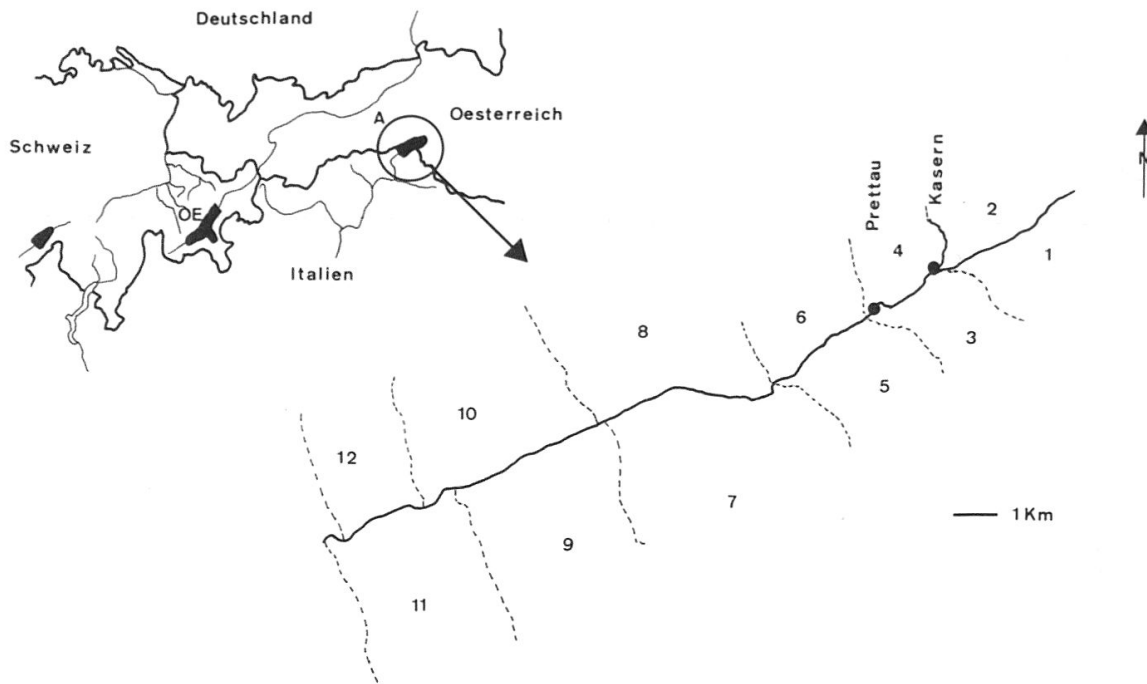 Deutschland
Oesterreich
A
Schweiz
OE
Italien
N
Prettau
Kasern
2
1
4
3
6
5
8
7
10
9
12
11
1 Km